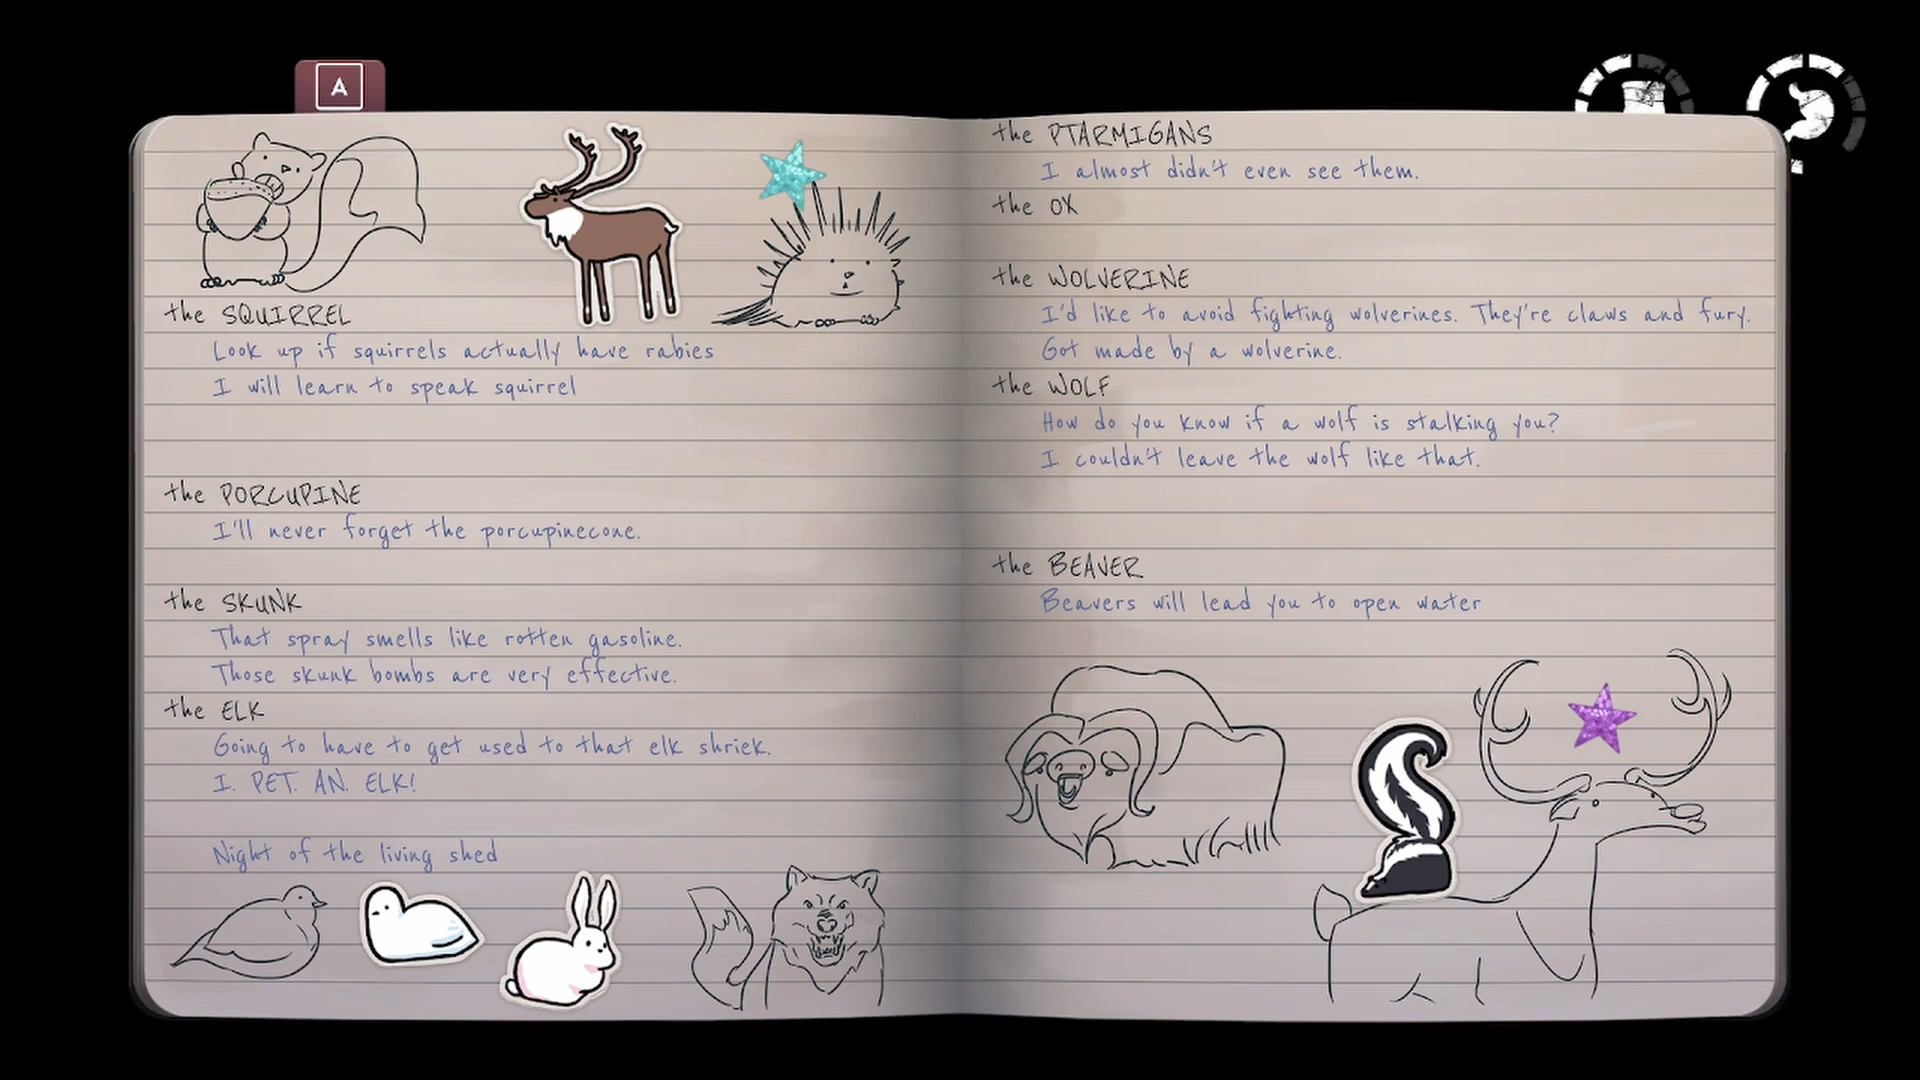 A
the SQUIRREL
Look up if squirrels actually have rabies
I will learn to speak squirrel
the PORCUPINE
I'll never forget the porcupinecone.
the SKUNK
That spray smells like rotten gasoline.
Those skunk bombs are very effective.
the ELK
Going to have to get used to that elk shriek.
I. PET. AN. ELK!
Night of the living shed
the PTARMIGANS
I almost didn't even see them.
the OX
the WOLVERINE
I'd like to avoid fighting wolverines. They're claws and fury.
Got made by a wolverine.
the WOLF
How do you know if a wolf is stalking you?
I couldn't leave the wolf like that.
the BEAVER
Beavers will lead you to open water